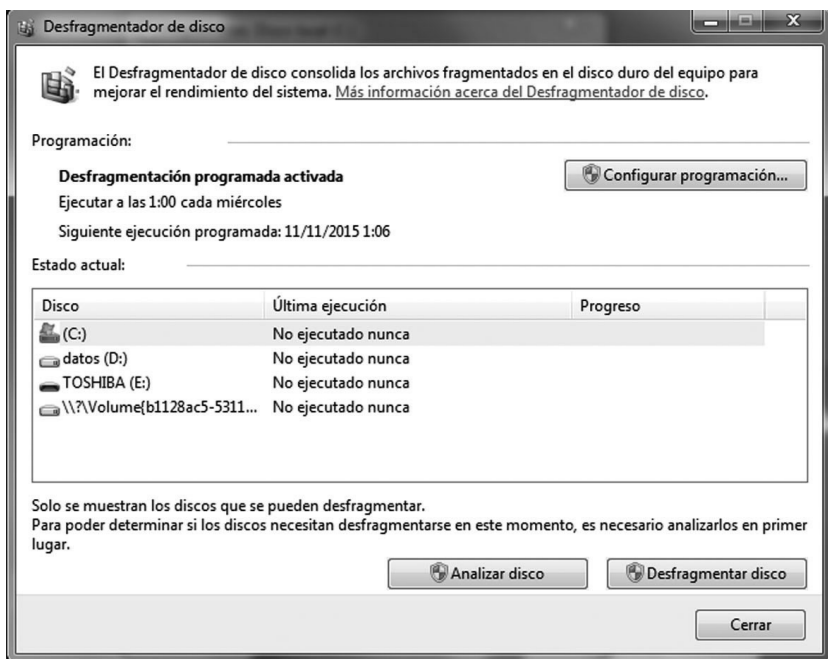 Desfragmentador de disco
El Desfragmentador de disco consolida los archivos fragmentados en el disco duro del equipo para
mejorar el rendimiento del sistema. Más información acerca del Desfragmentador de disco.
Programación:
Desfragmentación programada activada
Configurar programación...
Ejecutar a las 1:00 cada miércoles
Siguiente ejecución programada: 11/11/2015 1:06
Estado actual:
Disco Última ejecución Progreso
(C:) No ejecutado nunca
datos (D:) No ejecutado nunca
TOSHIBA (E:) No ejecutado nunca
\\?\Volume{b1128ac5-5311... No ejecutado nunca
Solo se muestran los discos que se pueden desfragmentar.
Para poder determinar si los discos necesitan desfragmentarse en este momento, es necesario analizarlos en primer
lugar.
Analizar disco Desfragmentar disco
Cerrar